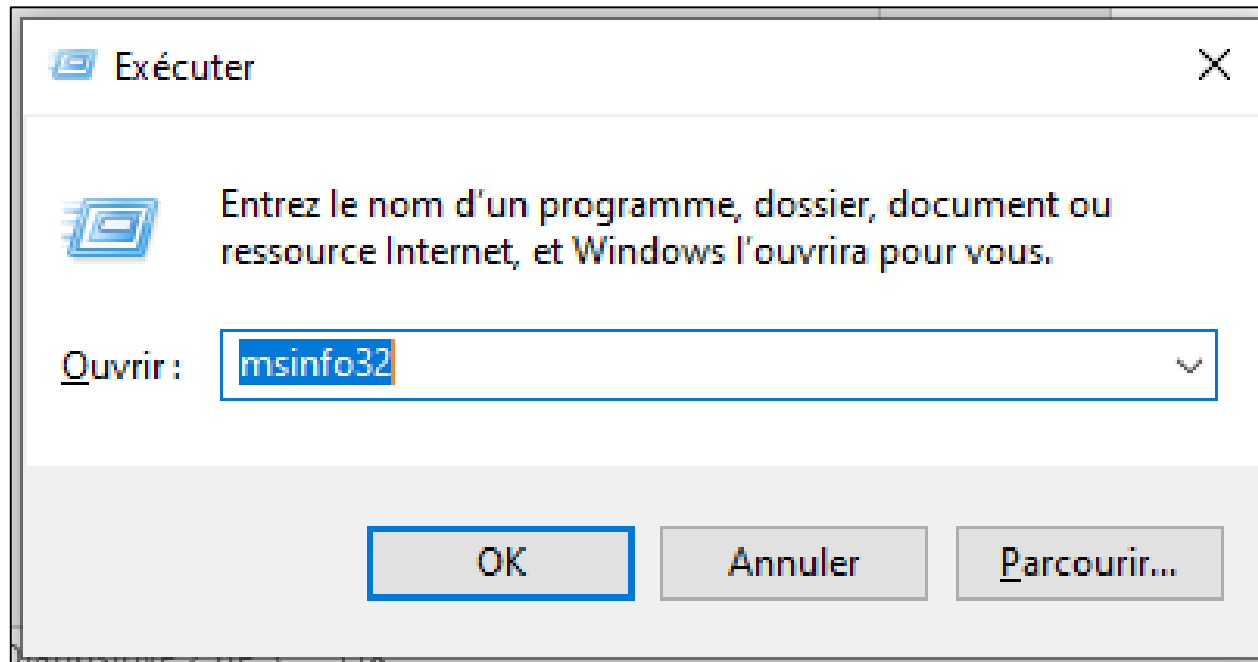 Exécuter
Entrez le nom d'un programme, dossier, document ou
ressource Internet, et Windows l'ouvrira pour vous.
Ouvrir : msinfo32
OK Annuler Parcourir...